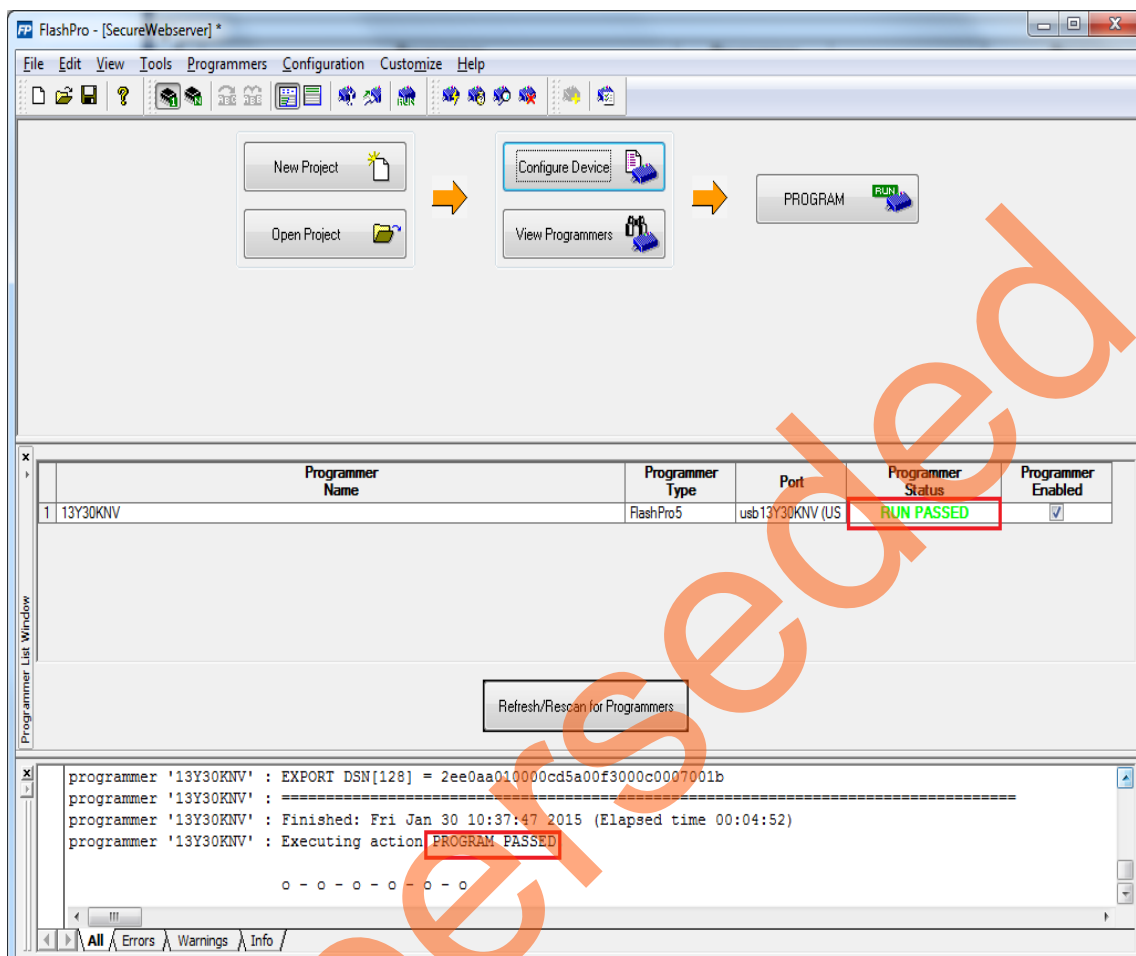 FP FlashPro - [SecureWebserver] *
File Edit View Tools Programmers Configuration Customize Help
New Project
Configure Device
PROGRAM
RUN
Open Project
View Programmers
Programmer Name
Programmer Type
Port
Programmer Status
Programmer Enabled
1 13Y30KNV FlashPro5 usb13Y30KNV (US RUN PASSED
Programmer List Window
Refresh/Rescan for Programmers
programmer '13Y30KNV' : EXPORT DSN[128] = 2ee0aa010000cd5a00f3000c0007001b
programmer '13Y30KNV' : ===================================================================================
programmer '13Y30KNV' : Finished: Fri Jan 30 10:37:47 2015 (Elapsed time 00:04:52)
programmer '13Y30KNV' : Executing action PROGRAM PASSED
o - o - o - o - o - o
All Errors Warnings Info
erseded